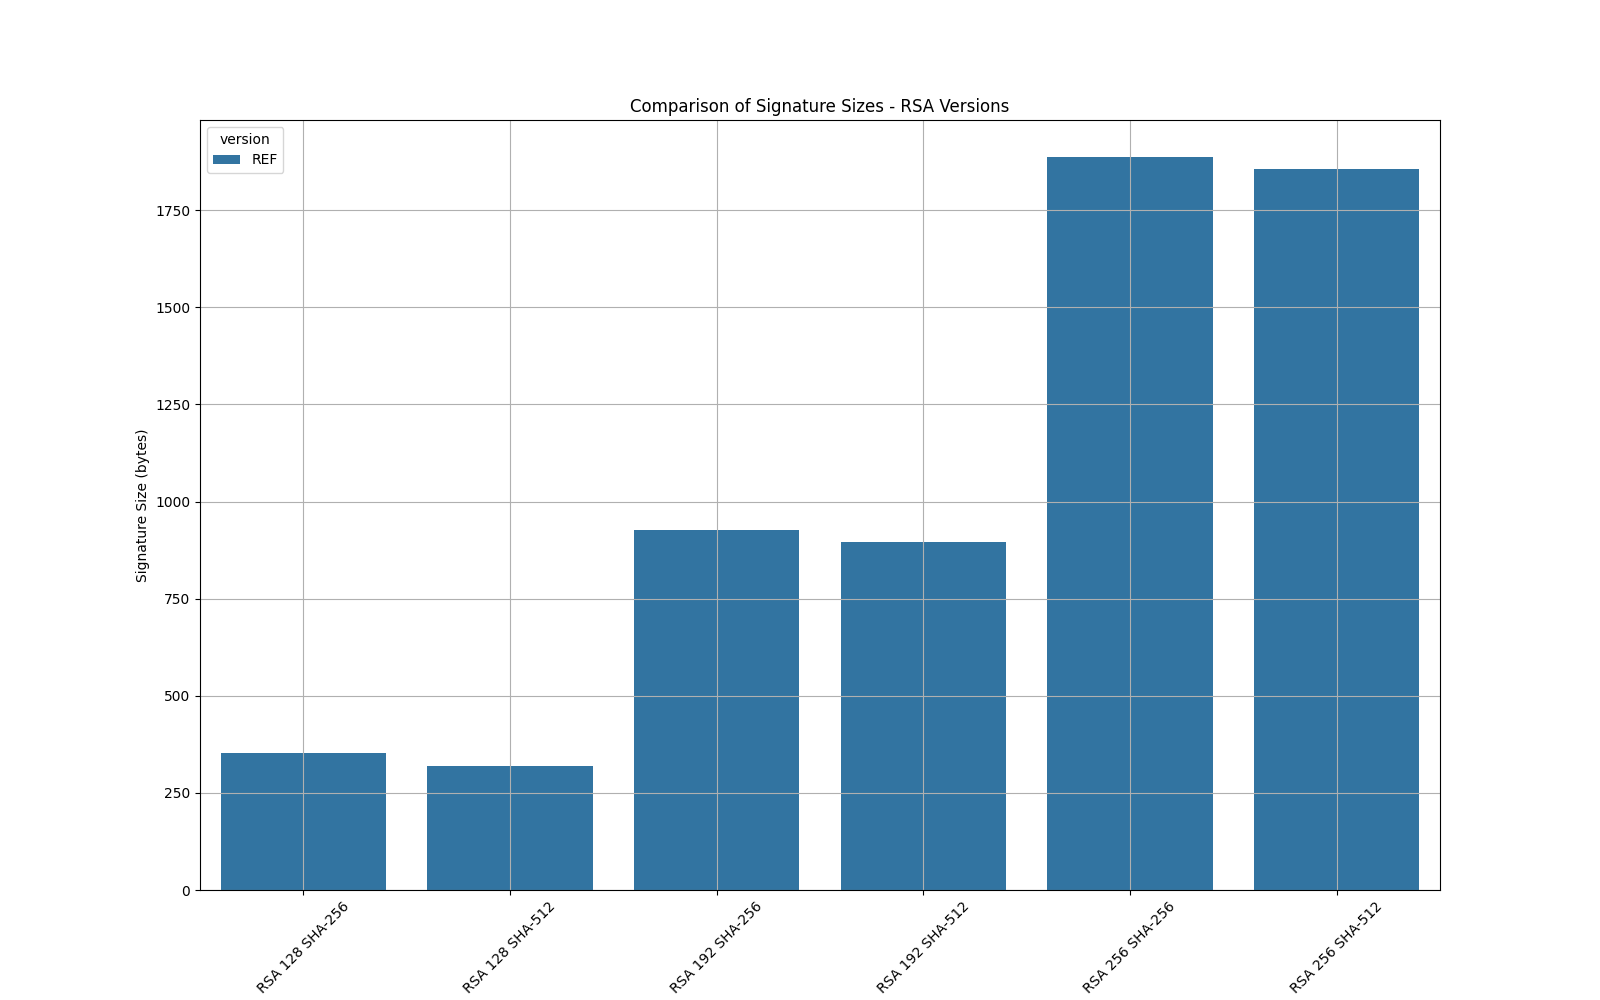 Comparison of Signature Sizes - RSA Versions
version
REF
1750
1500
1250
1000
750
500
250
0
Signature Size (bytes)
RSA 128 SHA-256
RSA 128 SHA-512
RSA 192 SHA-256
RSA 192 SHA-512
RSA 256 SHA-256
RSA 256 SHA-512